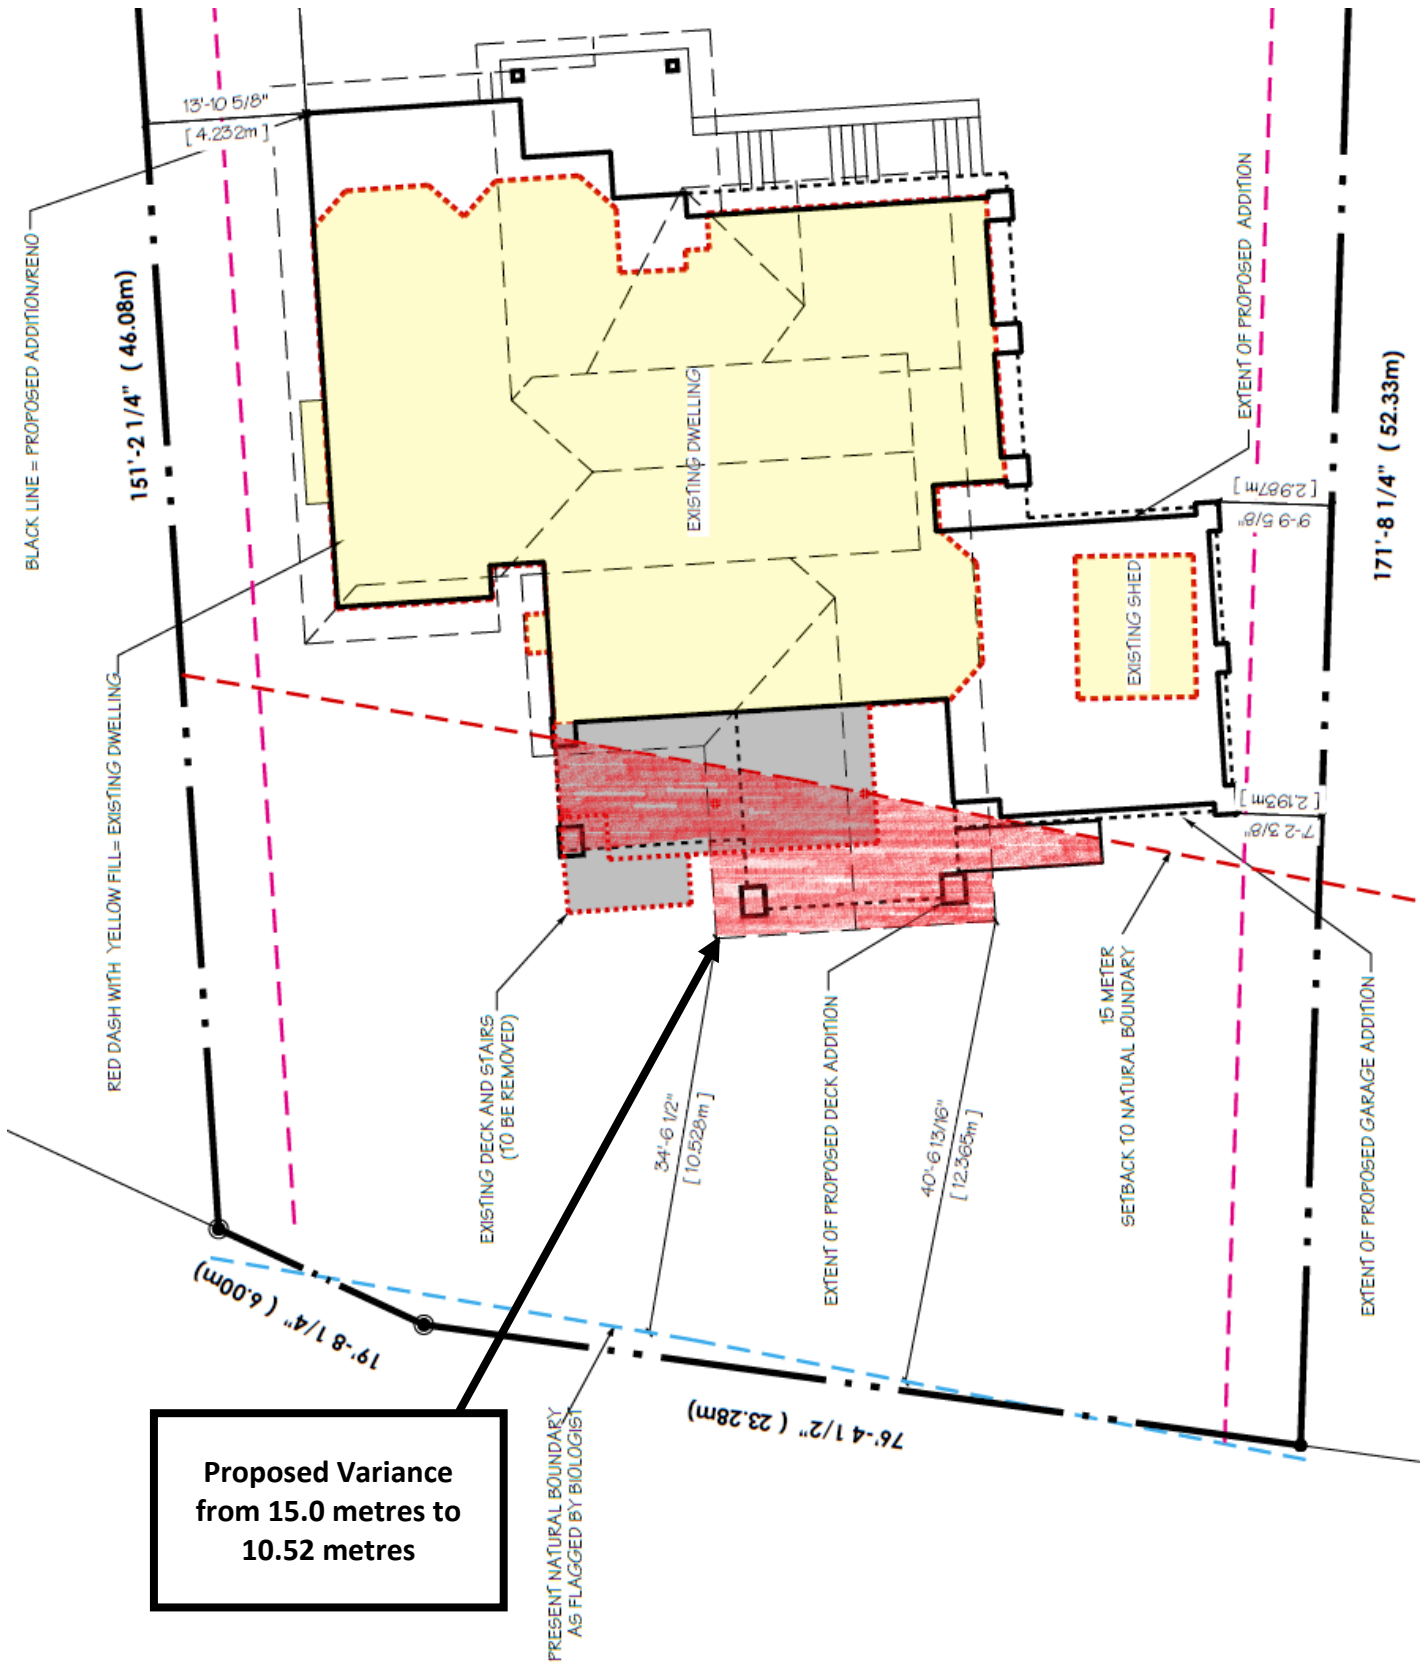 13'-10 5/8"
[ 4.232m ]
BLACK LINE = PROPOSED ADDITION/RENO
151'-2 1/4" ( 46.08m)
EXISTING DWELLING
EXTENT OF PROPOSED ADDITION
171'-8 1/4" ( 52.33m)
[ 2.987m ]
9'-9 5/8"
EXISTING SHED
RED DASH WITH YELLOW FILL= EXISTING DWELLING
[ 2.193m ]
7'-2 3/8"
EXISTING DECK AND STAIRS
(TO BE REMOVED)
34'-6 1/2"
[ 10.528m ]
EXTENT OF PROPOSED DECK ADDITION
40'-6 13/16"
[ 12.365m ]
15 METER
SETBACK TO NATURAL BOUNDARY
EXTENT OF PROPOSED GARAGE ADDITION
19'-8 1/4" ( 6.00m)
76'-4 1/2" ( 23.28m)
PRESENT NATURAL BOUNDARY
AS FLAGGED BY BIOLOGIST
Proposed Variance
from 15.0 metres to
10.52 metres